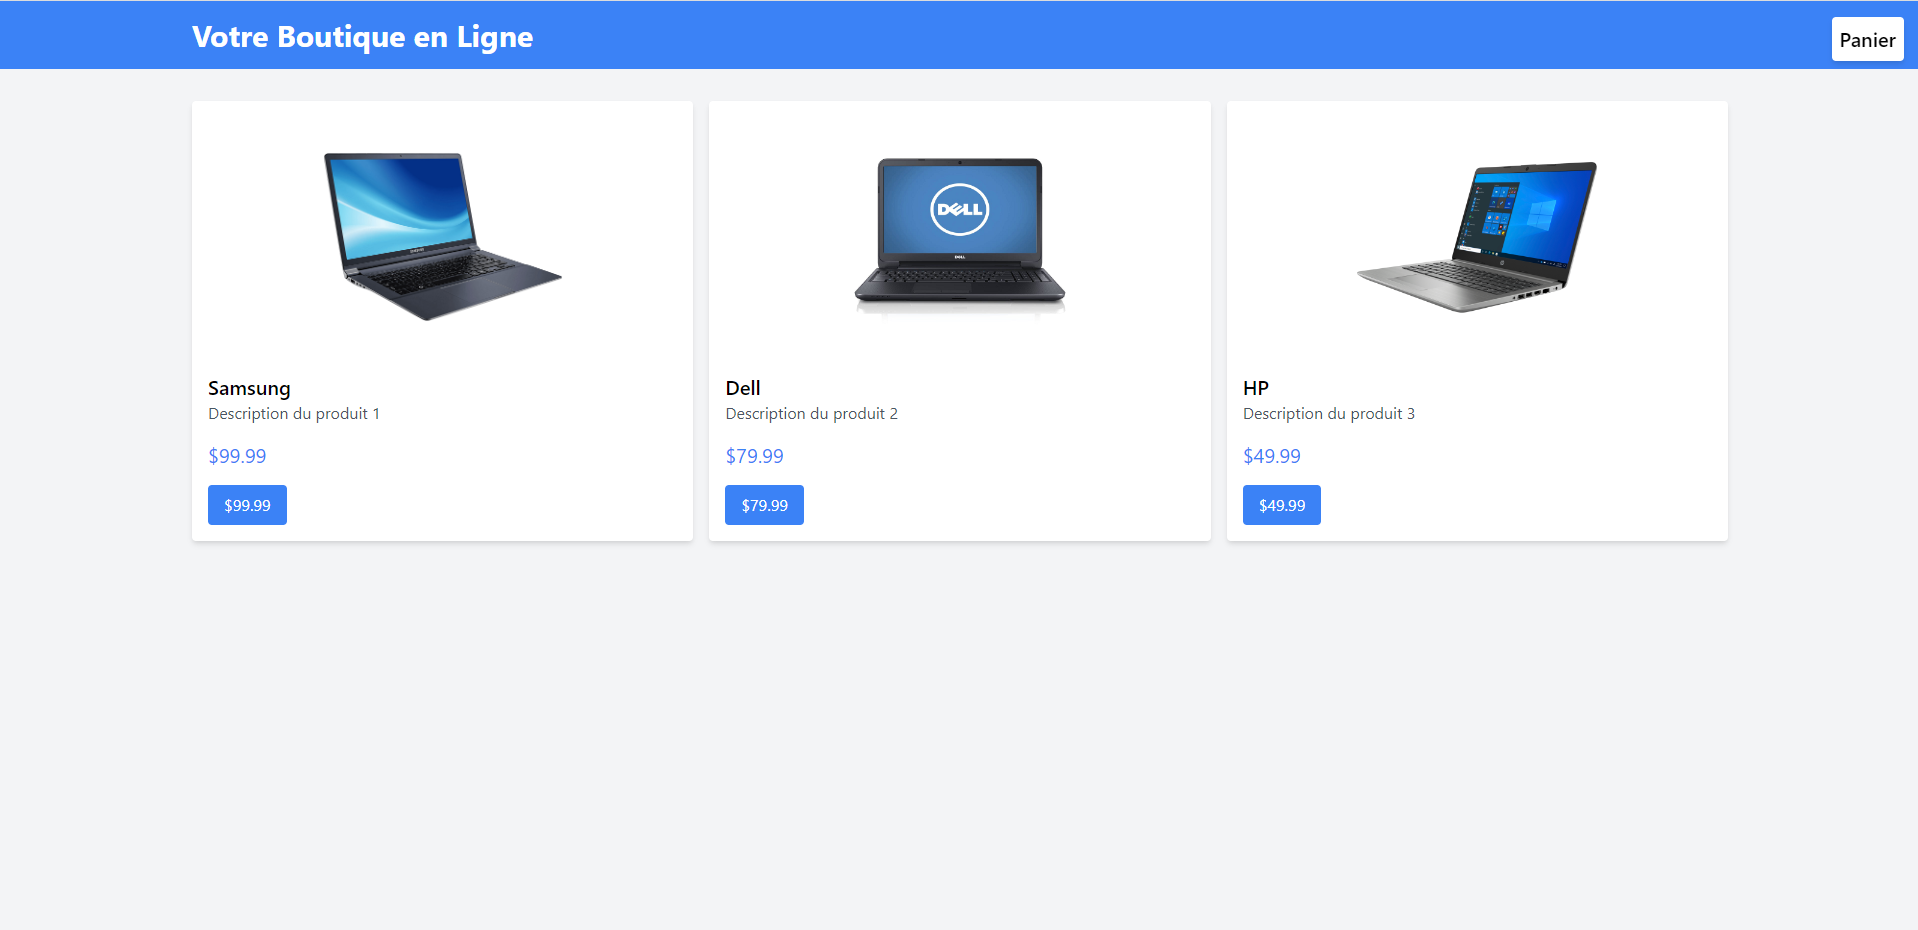 Votre Boutique en Ligne
Panier
DELL
DELL
Samsung
Description du produit 1
$99.99
$99.99
Dell
Description du produit 2
$79.99
$79.99
HP
Description du produit 3
$49.99
$49.99